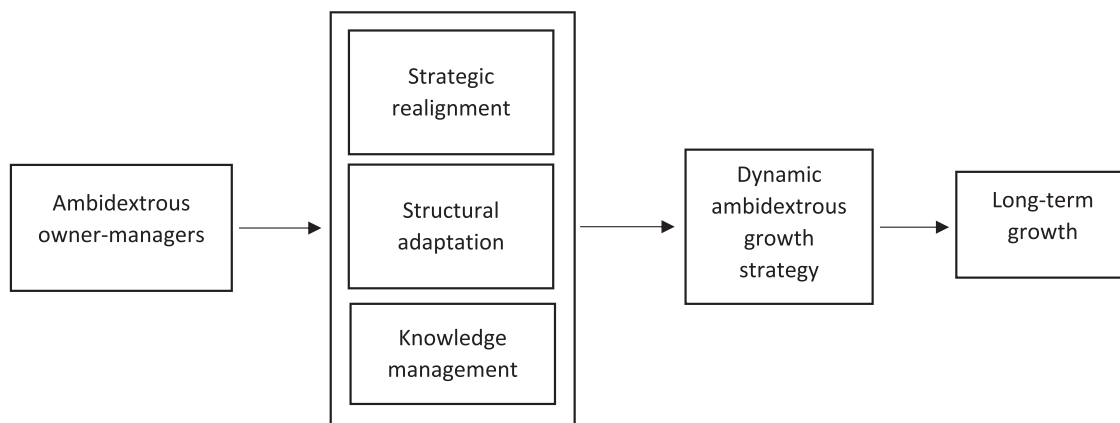 Ambidextrous
owner-managers
Strategic
realignment
Structural
adaptation
Knowledge
management
Dynamic
ambidextrous
growth
strategy
Long-term
growth